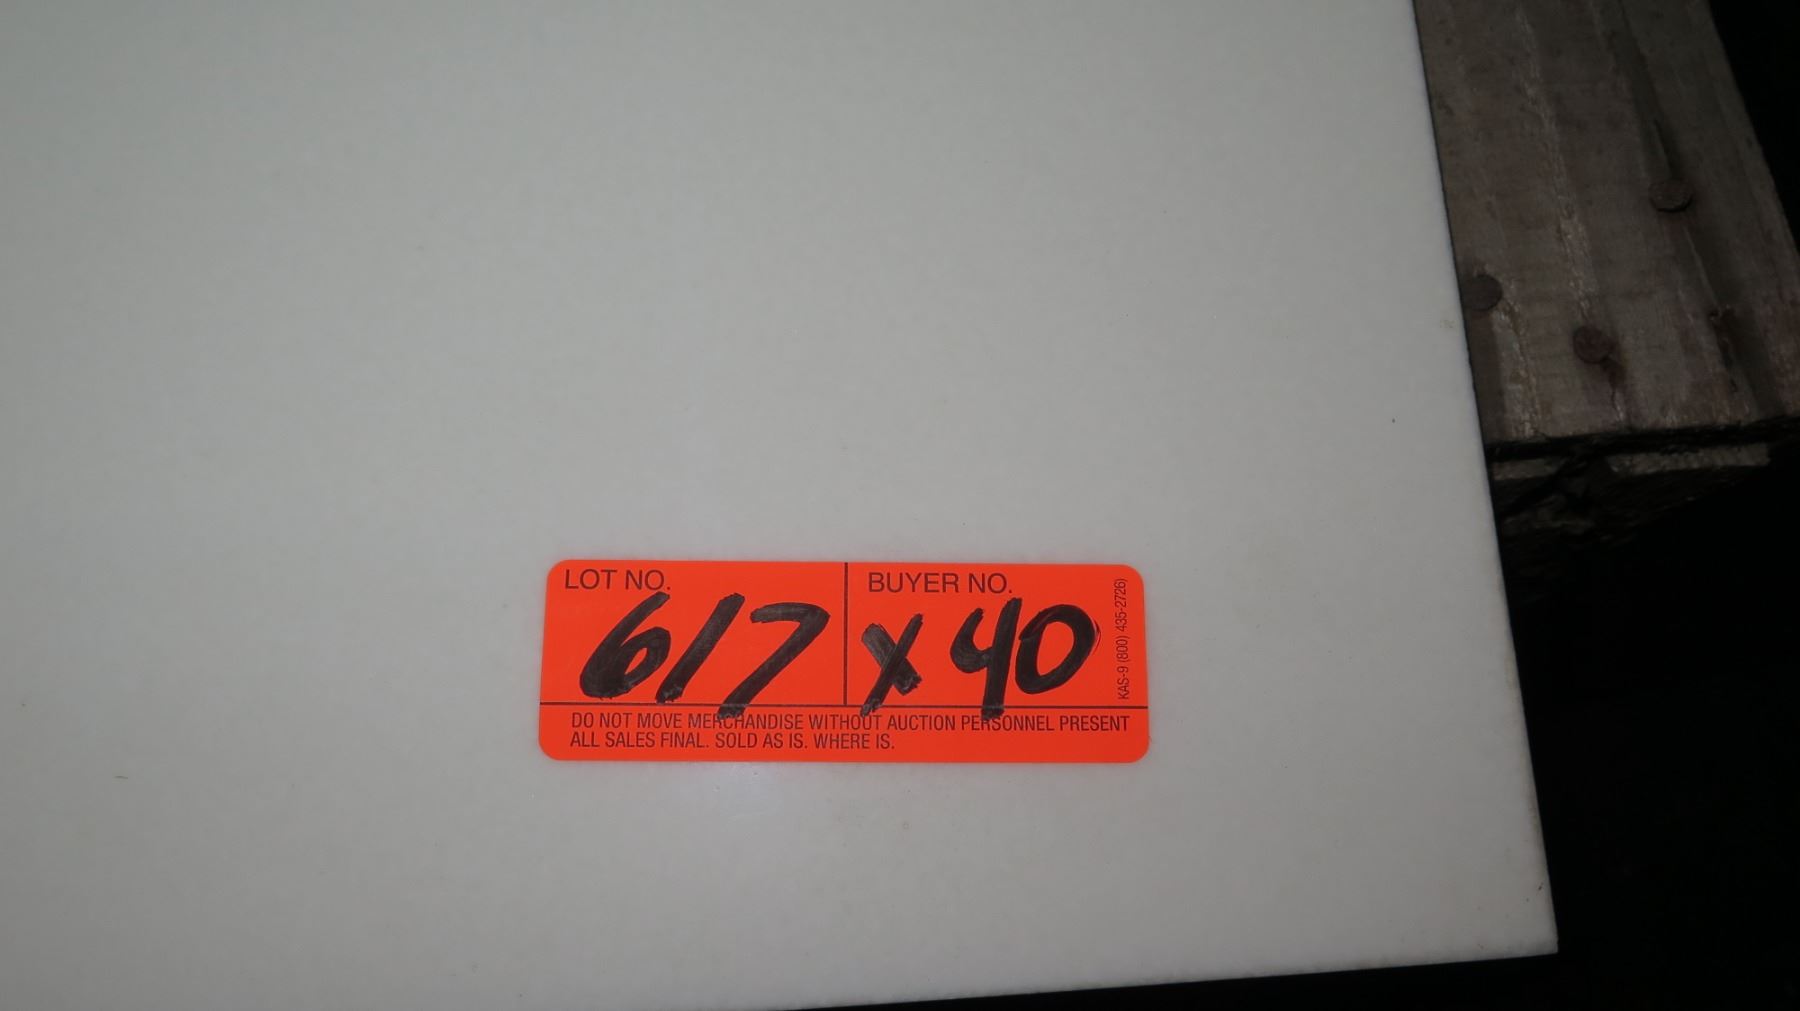 LOT NO. BUYER NO.
617 x 40
DO NOT MOVE MERCHANDISE WITHOUT AUCTION PERSONNEL PRESENT
ALL SALES FINAL. SOLD AS IS. WHERE IS.
KAS-9 (800) 435-2726)